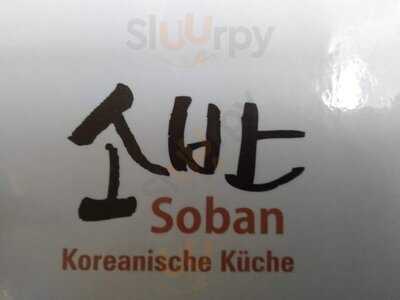 Sluurpy
소반
Soban
Koreanische Küche